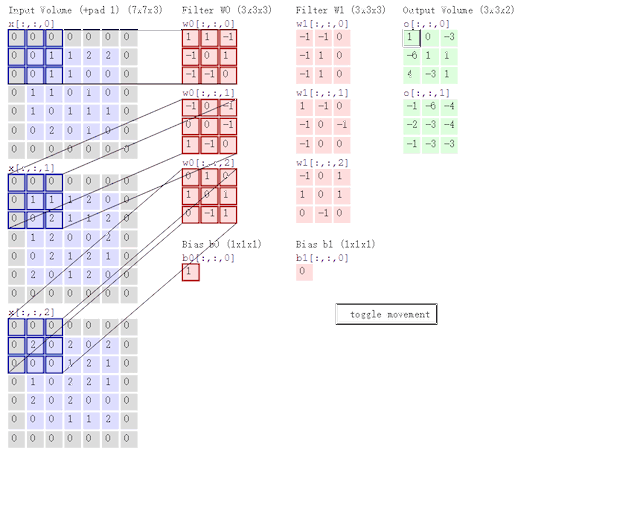 Input Volume (+pad 1) (7x7x3)
x[:,:,0]
0 0 0 0 0 0 0
0 0 1 1 2 2 0
0 0 1 1 0 0 0
0 1 1 0 1 0 0
0 1 0 1 1 1 0
0 0 2 0 1 0 0
0 0 0 0 0 0 0
x[:,:,1]
0 0 0 0 0 0 0
0 1 1 1 2 0 0
0 0 2 1 1 2 0
0 1 2 0 0 2 0
0 0 2 0 2 1 0
0 2 0 1 2 0 0
0 0 0 0 0 0 0
x[:,:,2]
0 0 0 0 0 0 0
0 2 0 2 0 2 0
0 0 0 1 2 1 0
0 1 0 2 2 1 0
0 2 0 2 0 0 0
0 0 0 1 1 2 0
0 0 0 0 0 0 0
Filter W0 (3x3x3)
w0[:,:,0]
1 1 -1
-1 0 1
-1 -1 0
w0[:,:,1]
-1 0 -1
0 0 -1
1 -1 0
w0[:,:,2]
0 1 0
1 0 1
0 -1 1
Bias b0 (1x1x1)
b0[:,:,0]
1
Filter W1 (3x3x3)
w1[:,:,0]
-1 -1 0
-1 1 0
-1 1 0
w1[:,:,1]
1 -1 0
-1 0 -1
-1 0 0
w1[:,:,2]
-1 0 1
1 0 1
0 -1 0
Bias b1 (1x1x1)
b1[:,:,0]
0
Output Volume (3x3x2)
o[:,:,0]
1 0 -3
-6 1 1
4 -3 1
o[:,:,1]
-1 -6 -4
-2 -3 -4
-1 -3 -3
toggle movement